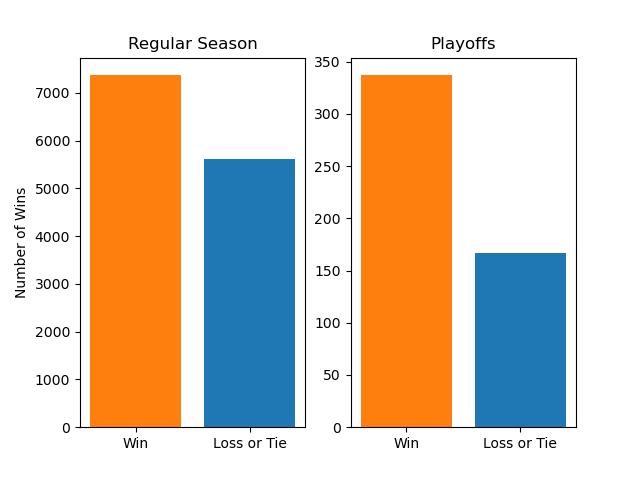 Regular Season
Number of Wins
7000
6000
5000
4000
3000
2000
1000
0
Win
Loss or Tie
Playoffs
350
300
250
200
150
100
50
0
Win
Loss or Tie